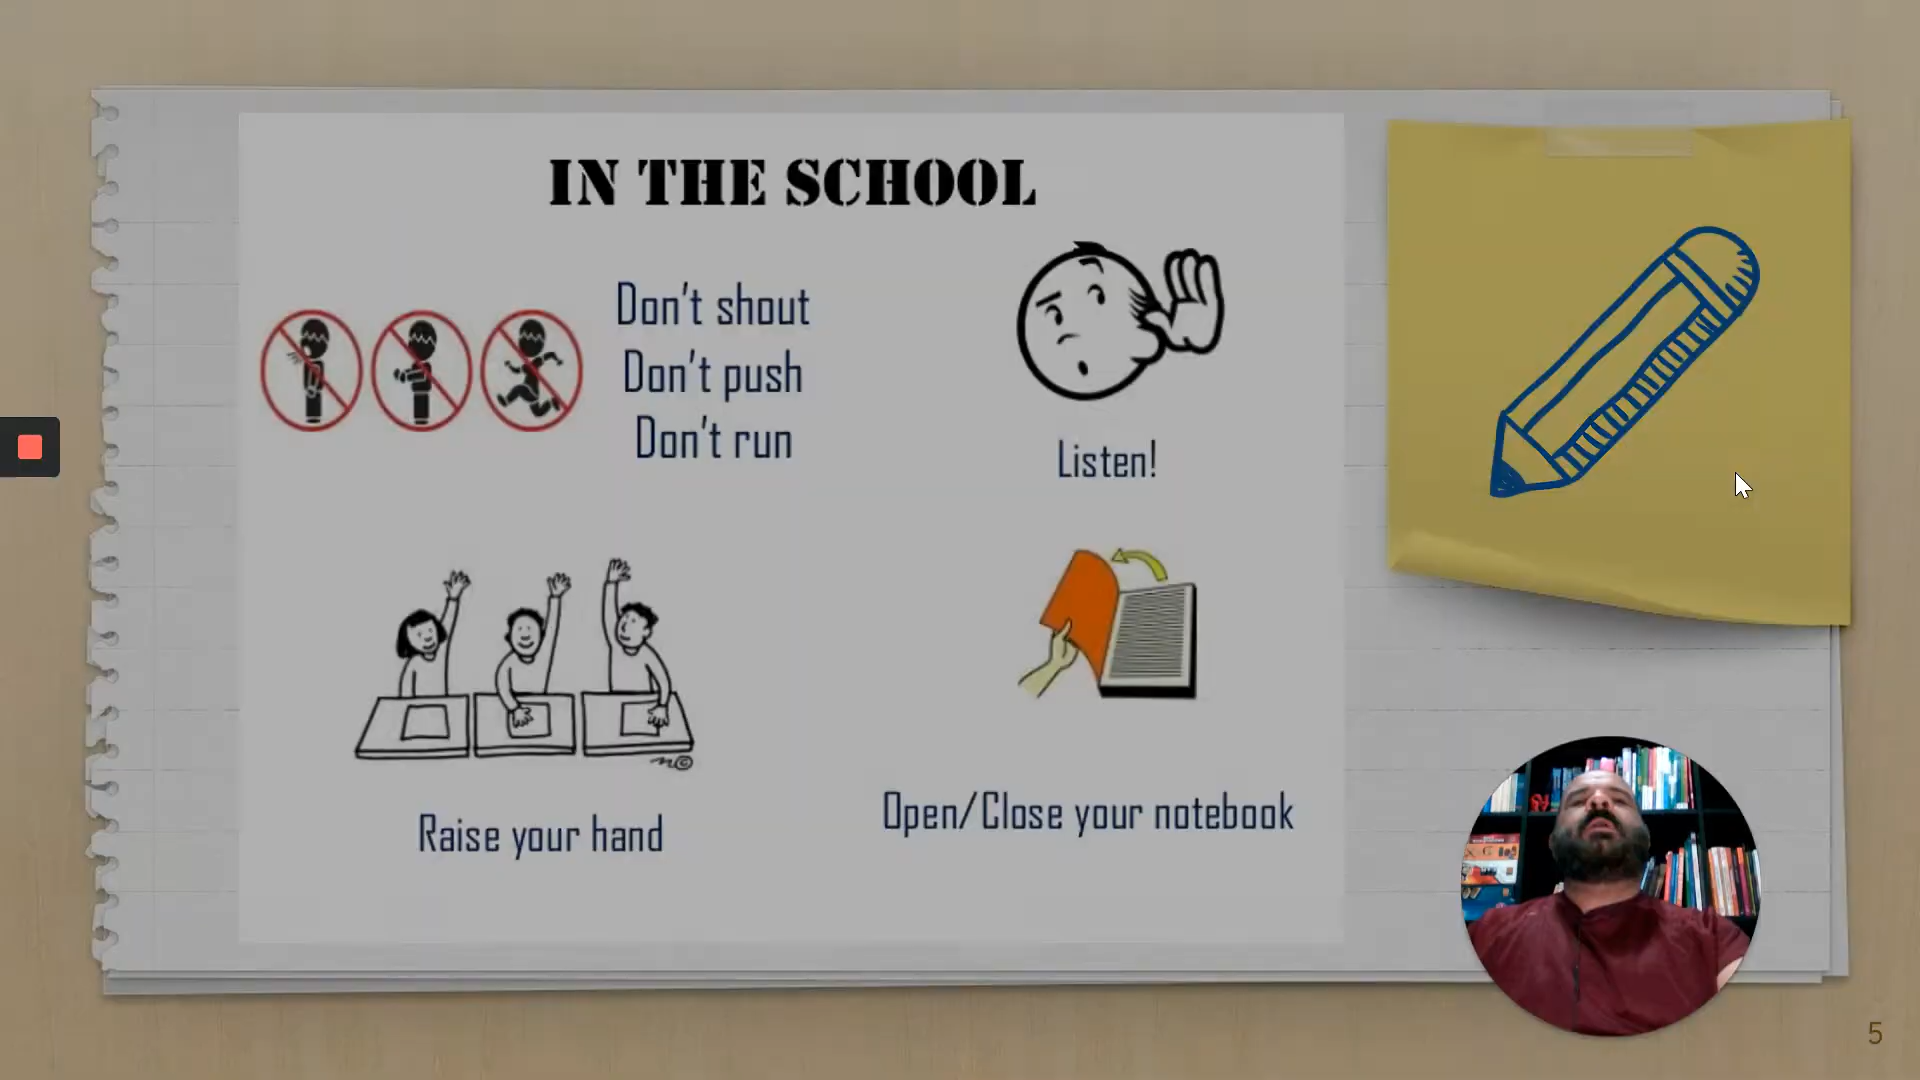 IN THE SCHOOL
Don't shout
Don't push
Don't run
Listen!
Raise your hand
Open/Close your notebook
5